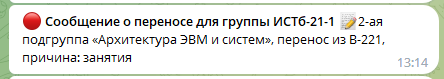 🔴 Сообщение о переносе для группы ИСТб-21-1 📝2-ая
подгруппа «Архитектура ЭВМ и систем», перенос из В-221,
причина: занятия
13:14